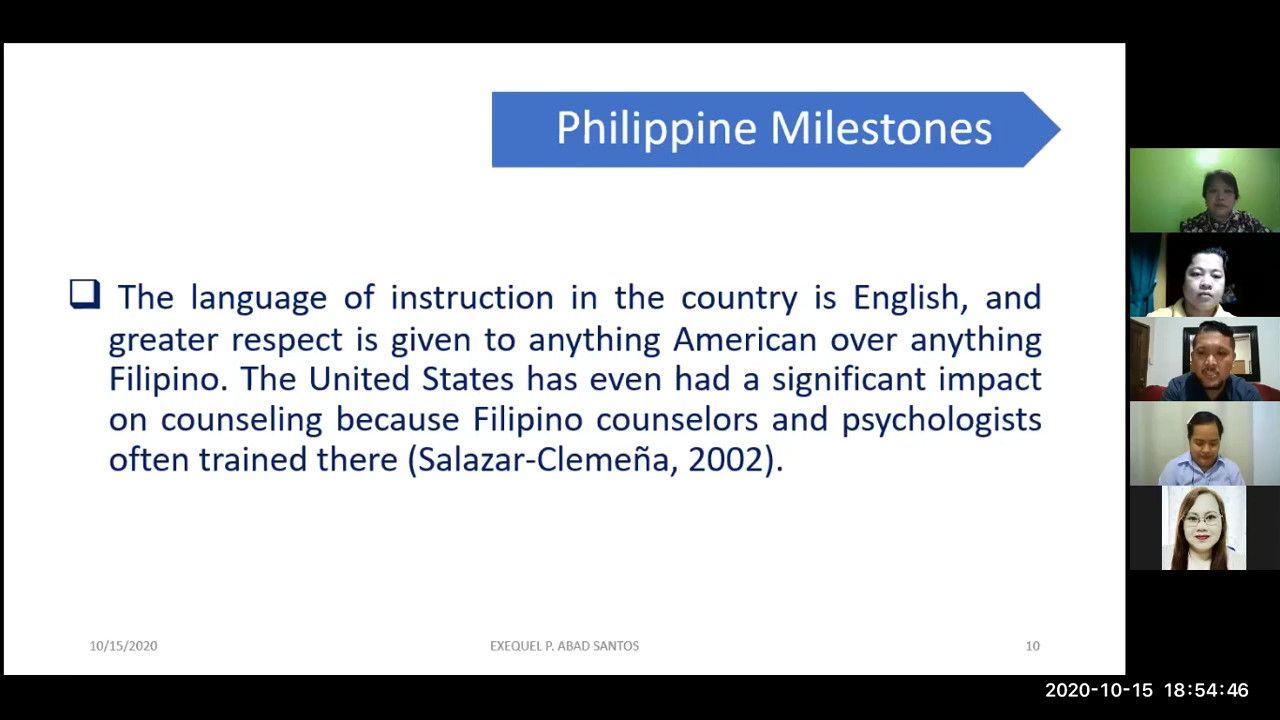 Philippine Milestones
❑ The language of instruction in the country is English, and
greater respect is given to anything American over anything
Filipino. The United States has even had a significant impact
on counseling because Filipino counselors and psychologists
often trained there (Salazar-Clemeña, 2002).
10/15/2020
EXEQUEL P. ABAD SANTOS
10
2020-10-15 18:54:46